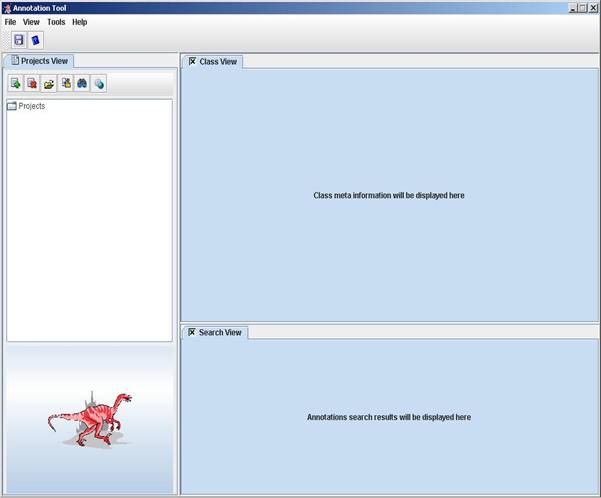 Annotation Tool
File View Tools Help
Projects View
Projects
Class View
Class meta information will be displayed here
Search View
Annotations search results will be displayed here